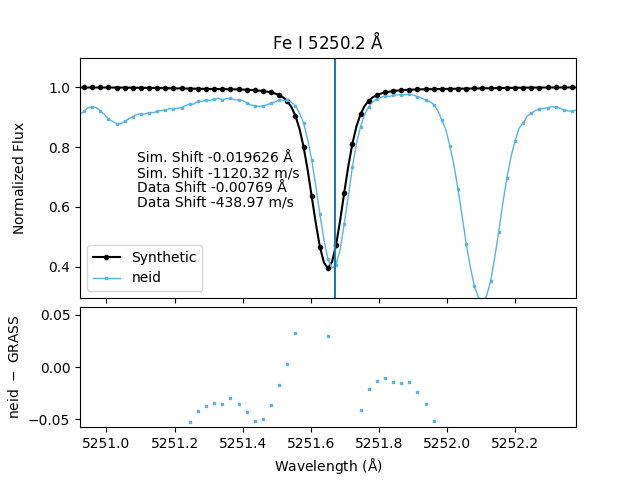 Fe I 5250.2 Å
Normalized Flux
1.0
0.8
0.6
0.4
Sim. Shift -0.019626 Å
Sim. Shift -1120.32 m/s
Data Shift -0.00769 Å
Data Shift -438.97 m/s
Synthetic
neid
neid − GRASS
0.05
0.00
−0.05
5251.0 5251.2 5251.4 5251.6 5251.8 5252.0 5252.2
Wavelength (Å)